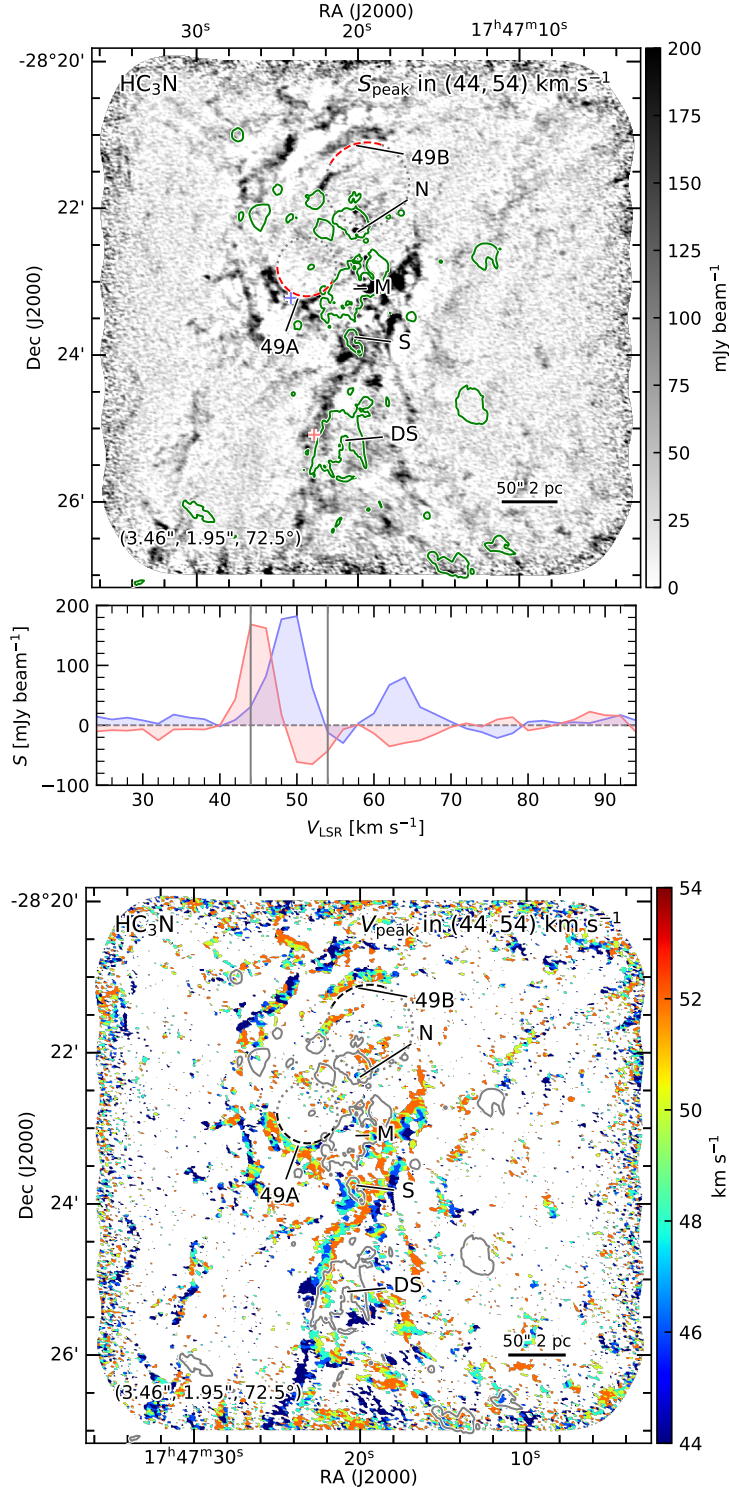 RA (J2000)
30ˢ 20ˢ 17ʰ47ᵐ10ˢ
-28°20'
22'
24'
26'
Dec (J2000)
HC₃N
S_peak in (44, 54) km s⁻¹
49B
N
M
49A
S
DS
50" 2 pc
(3.46", 1.95", 72.5°)
200
175
150
125
100
75
50
25
0
mJy beam⁻¹
200
100
0
−100
S [mJy beam⁻¹]
30 40 50 60 70 80 90
V_LSR [km s⁻¹]
-28°20'
22'
24'
26'
Dec (J2000)
HC₃N
V_peak in (44, 54) km s⁻¹
49B
N
M
49A
S
DS
50" 2 pc
(3.46", 1.95", 72.5°)
17ʰ47ᵐ30ˢ 20ˢ 10ˢ
RA (J2000)
54
52
50
48
46
44
km s⁻¹